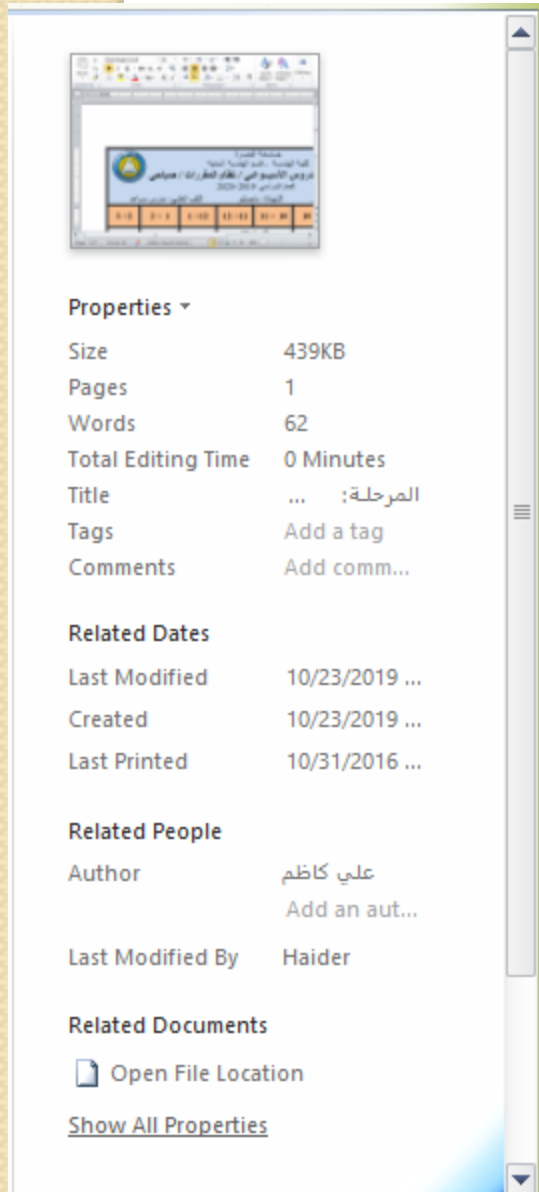 Properties
Size 439KB
Pages 1
Words 62
Total Editing Time 0 Minutes
Title المرحلة: ...
Tags Add a tag
Comments Add comm...
Related Dates
Last Modified 10/23/2019 ...
Created 10/23/2019 ...
Last Printed 10/31/2016 ...
Related People
Author علي كاظم
Add an aut...
Last Modified By Haider
Related Documents
Open File Location
Show All Properties